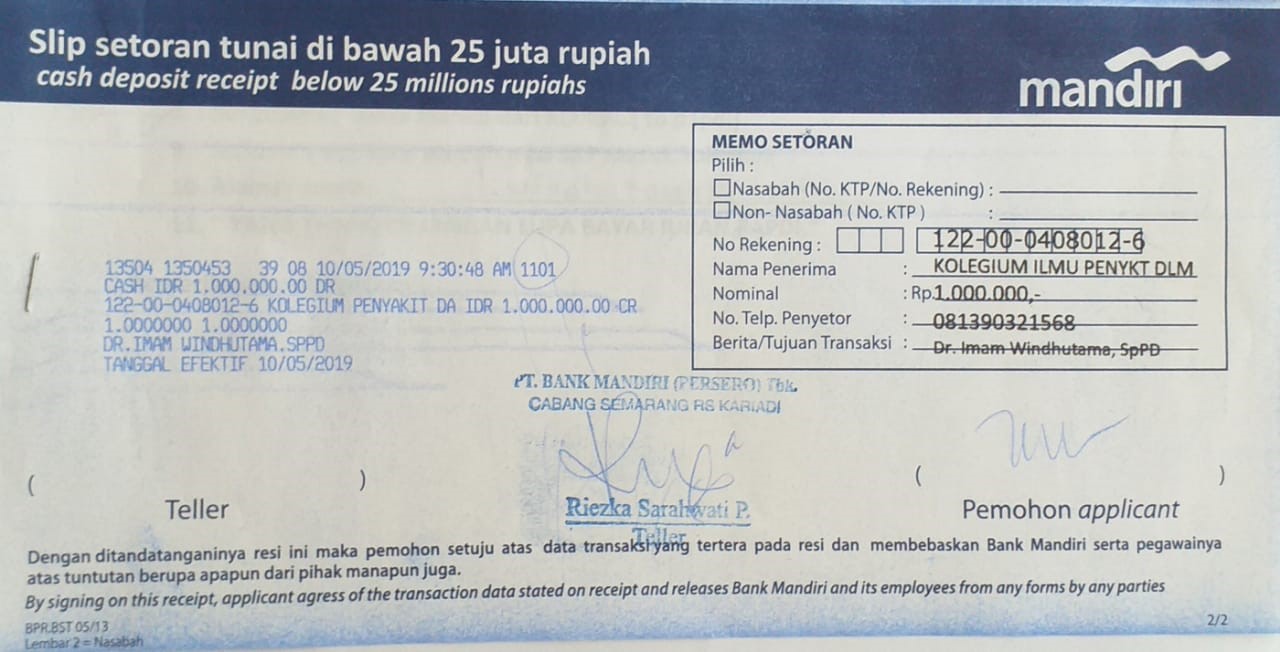 Slip setoran tunai di bawah 25 juta rupiah
cash deposit receipt below 25 millions rupiahs
mandiri
MEMO SETORAN
Pilih :
Nasabah (No. KTP/No. Rekening) :
Non- Nasabah ( No. KTP ) :
No Rekening : 122-00-0408012-6
Nama Penerima : KOLEGIUM ILMU PENYKT DLM
Nominal : Rp.1.000.000,-
No. Telp. Penyetor : 081390321568
Berita/Tujuan Transaksi : Dr. Imam Windhutama, SpPD
13504 1350453 39 08 10/05/2019 9:30:48 AM 1101
CASH IDR 1.000.000.00 DR
122-00-0408012-6 KOLEGIUM PENYAKIT DA IDR 1.000.000.00 CR
1.0000000 1.0000000
DR.IMAM WINDHUTAMA.SPPD
TANGGAL EFEKTIF 10/05/2019
PT. BANK MANDIRI (PERSERO) Tbk.
CABANG SEMARANG RS KARIADI
( )
Teller
Riezka Sarahwati P.
Teller
( )
Pemohon applicant
Dengan ditandatanganinya resi ini maka pemohon setuju atas data transaksi yang tertera pada resi dan membebaskan Bank Mandiri serta pegawainya
atas tuntutan berupa apapun dari pihak manapun juga.
By signing on this receipt, applicant agress of the transaction data stated on receipt and releases Bank Mandiri and its employees from any forms by any parties
BPR.BST 05/13
Lembar 2 = Nasabah
2/2